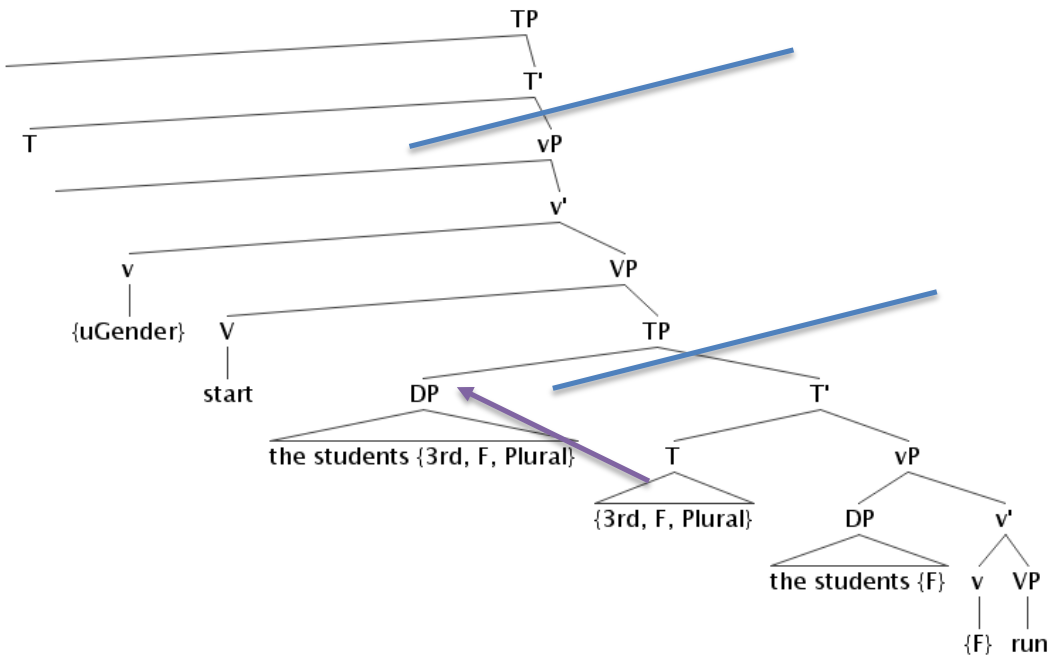 TP
T'
T vP
v'
v VP
{uGender} V TP
start DP T'
the students {3rd, F, Plural} T vP
{3rd, F, Plural} DP v'
the students {F} v VP
{F} run